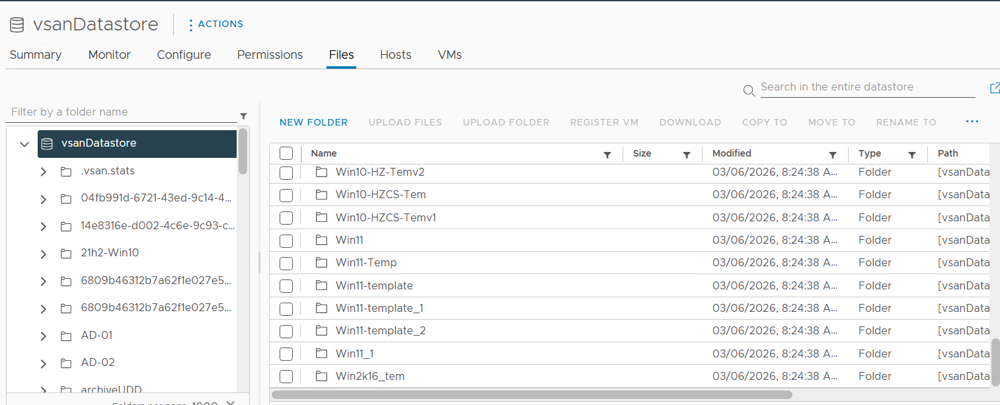 vsanDatastore
ACTIONS
Summary Monitor Configure Permissions Files Hosts VMs
Search in the entire datastore
Filter by a folder name
vsanDatastore
.vsan.stats
04fb991d-6721-43ed-9c14-4...
14e8316e-d002-4c6e-9c93-c...
21h2-Win10
6809b46312b7a62f1e027e5...
6809b46312b7a62f1e027e5...
AD-01
AD-02
archiveUDD
Folders per page 1000
NEW FOLDER UPLOAD FILES UPLOAD FOLDER REGISTER VM DOWNLOAD COPY TO MOVE TO RENAME TO ...
Name Size Modified Type Path
Win10-HZ-Temv2 03/06/2026, 8:24:38 A... Folder [vsanData
Win10-HZCS-Tem 03/06/2026, 8:24:38 A... Folder [vsanData
Win10-HZCS-Temv1 03/06/2026, 8:24:38 A... Folder [vsanData
Win11 03/06/2026, 8:24:38 A... Folder [vsanData
Win11-Temp 03/06/2026, 8:24:38 A... Folder [vsanData
Win11-template 03/06/2026, 8:24:38 A... Folder [vsanData
Win11-template_1 03/06/2026, 8:24:38 A... Folder [vsanData
Win11-template_2 03/06/2026, 8:24:38 A... Folder [vsanData
Win11_1 03/06/2026, 8:24:38 A... Folder [vsanData
Win2k16_tem 03/06/2026, 8:24:38 A... Folder [vsanData